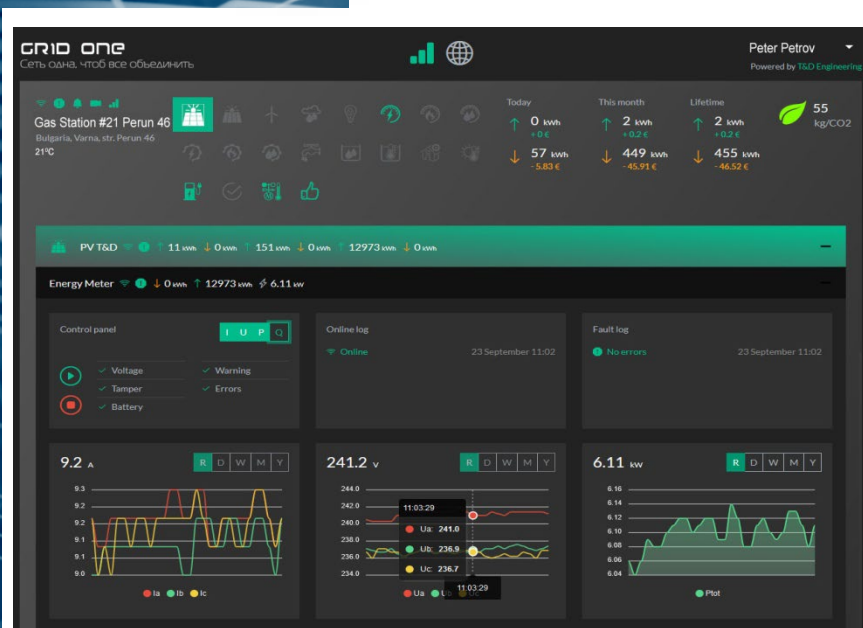 GRID ONE
Сеть одна, чтоб все объединить
Peter Petrov
Powered by T&D Engineering
Gas Station #21 Perun 46
Bulgaria, Varna, str. Perun 46
21°C
Today
0 kwh
+ 0 €
57 kwh
- 5.83 €
This month
2 kwh
+ 0.2 €
449 kwh
- 45.91 €
Lifetime
2 kwh
+ 0.2 €
455 kwh
- 46.52 €
55
kg/CO2
PV T&D ↑ 11 kwh ↓ 0 kwh ↑ 151 kwh ↓ 0 kwh ↑ 12973 kwh ↓ 0 kwh
Energy Meter ↓ 0 kwh ↑ 12973 kwh 6.11 kw
Control panel
I U P Q
Voltage
Warning
Tamper
Errors
Battery
Online log
Online 23 September 11:02
Fault log
No errors 23 September 11:02
9.2 A
R D W M Y
9.3
9.2
9.2
9.1
9.1
9.0
Ia Ib Ic
241.2 V
R D W M Y
244.0
242.0
240.0
238.0
236.0
234.0
11:03:29
Ua: 241.0
Ub: 236.9
Uc: 236.7
11:03:29
Ua Ub Uc
6.11 kw
R D W M Y
6.16
6.14
6.12
6.10
6.08
6.06
6.04
Ptot